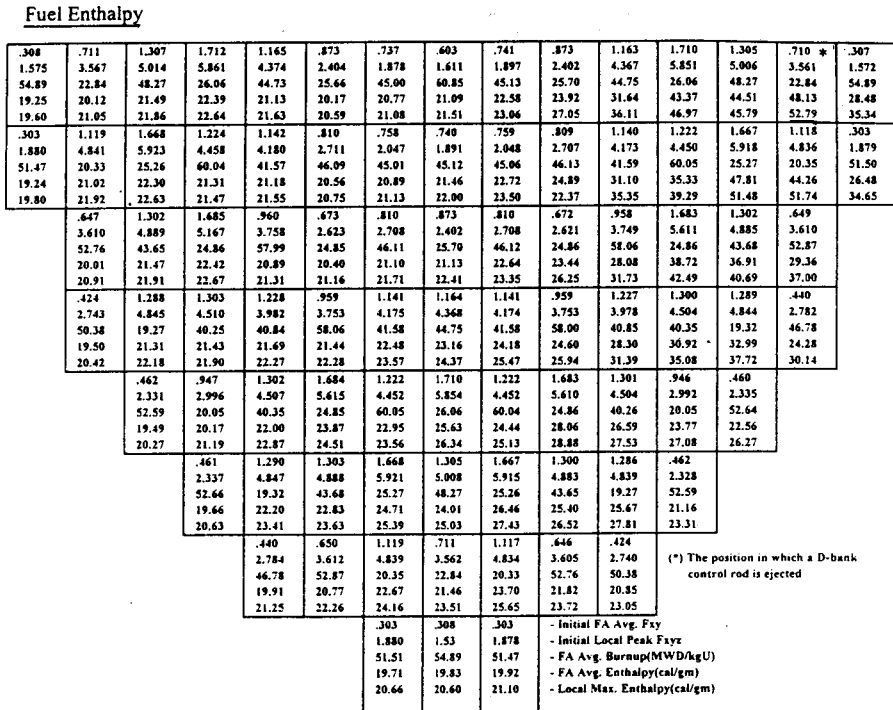 Fuel Enthalpy
.308 .711 1.307 1.712 1.165 .873 .737 .603 .741 .873 1.163 1.710 1.305 .710 * .307
1.575 3.567 5.014 5.861 4.374 2.404 1.878 1.611 1.897 2.402 4.367 5.851 5.006 3.561 1.572
54.89 22.84 48.27 26.06 44.73 25.66 45.00 60.85 45.13 25.70 44.75 26.06 48.27 22.84 54.89
19.25 20.12 21.49 22.39 21.13 20.17 20.77 21.09 22.58 23.92 31.64 43.37 44.51 48.13 28.48
19.60 21.05 21.86 22.64 21.63 20.59 21.08 21.51 23.06 27.05 36.11 46.97 45.79 52.79 35.34
.303 1.119 1.668 1.224 1.142 .810 .758 .740 .759 .809 1.140 1.222 1.667 1.118 .303
1.880 4.841 5.923 4.458 4.180 2.711 2.047 1.891 2.048 2.707 4.173 4.450 5.918 4.836 1.879
51.47 20.33 25.26 60.04 41.57 46.09 45.01 45.12 45.06 46.13 41.59 60.05 25.27 20.35 51.50
19.24 21.02 22.30 21.31 21.18 20.56 20.89 21.46 22.72 24.89 31.10 35.33 47.81 44.26 26.48
19.80 21.92 22.63 21.47 21.55 20.75 21.13 22.00 23.50 22.37 35.35 39.29 51.48 51.74 34.65
.647 1.302 1.685 .960 .673 .810 .873 .810 .672 .958 1.683 1.302 .649
3.610 4.889 5.167 3.758 2.623 2.708 2.402 2.708 2.621 3.749 5.611 4.885 3.610
52.76 43.65 24.86 57.99 24.85 46.11 25.70 46.12 24.86 58.06 24.86 43.68 52.87
20.01 21.47 22.42 20.89 20.40 21.10 21.13 22.64 23.44 28.08 38.72 36.91 29.36
20.91 21.91 22.67 21.31 21.16 21.71 22.41 23.35 26.25 31.73 42.49 40.69 37.00
.424 1.288 1.303 1.228 .959 1.141 1.164 1.141 .959 1.227 1.300 1.289 .440
2.743 4.845 4.510 3.982 3.753 4.175 4.368 4.174 3.753 3.978 4.504 4.844 2.782
50.38 19.27 40.25 40.84 58.06 41.58 44.75 41.58 58.00 40.85 40.35 19.32 46.78
19.50 21.31 21.43 21.69 21.44 22.48 23.16 24.18 24.60 28.30 30.92 32.99 24.28
20.42 22.18 21.90 22.27 22.28 23.57 24.37 25.47 25.94 31.39 35.08 37.72 30.14
.462 .947 1.302 1.684 1.222 1.710 1.222 1.683 1.301 .946 .460
2.331 2.996 4.507 5.615 4.452 5.854 4.452 5.610 4.504 2.992 2.335
52.59 20.05 40.35 24.85 60.05 26.06 60.04 24.86 40.26 20.05 52.64
19.49 20.17 22.00 23.87 22.95 25.63 24.44 28.06 26.59 23.77 22.56
20.27 21.19 22.87 24.51 23.56 26.34 25.13 28.88 27.53 27.08 26.27
.461 1.290 1.303 1.668 1.305 1.667 1.300 1.286 .462
2.337 4.847 4.888 5.921 5.008 5.915 4.883 4.839 2.328
52.66 19.32 43.68 25.27 48.27 25.26 43.65 19.27 52.59
19.66 22.20 22.83 24.71 24.01 26.46 25.40 25.67 21.16
20.63 23.41 23.63 25.39 25.03 27.43 26.52 27.81 23.31
.440 .650 1.119 .711 1.117 .646 .424
2.784 3.612 4.839 3.562 4.834 3.605 2.740 (*) The position in which a D-bank
46.78 52.87 20.35 22.84 20.33 52.76 50.38 control rod is ejected
19.91 20.77 22.67 21.46 23.70 21.82 20.85
21.25 22.26 24.16 23.51 25.65 23.72 23.05
.303 .308 .303 - Initial FA Avg. Fxy
1.880 1.53 1.878 - Initial Local Peak Fxyz
51.51 54.89 51.47 - FA Avg. Burnup(MWD/kgU)
19.71 19.83 19.92 - FA Avg. Enthalpy(cal/gm)
20.66 20.60 21.10 - Local Max. Enthalpy(cal/gm)